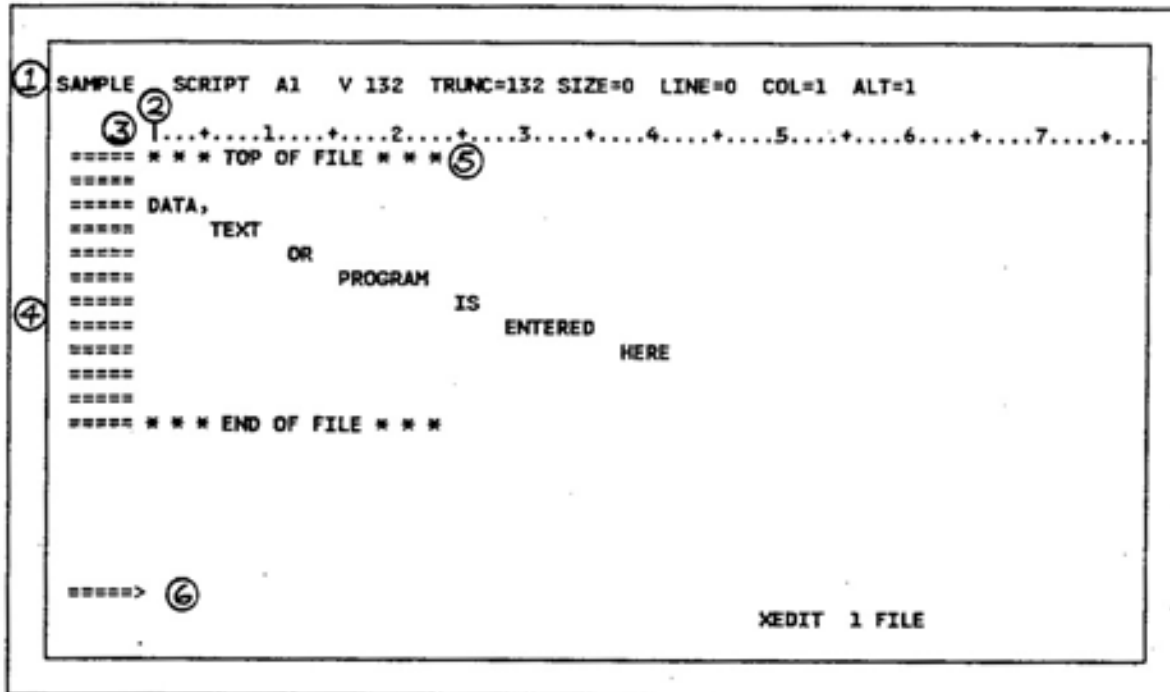 ① SAMPLE SCRIPT A1 V 132 TRUNC=132 SIZE=0 LINE=0 COL=1 ALT=1
②
③ |...+....1....+....2....+....3....+....4....+....5....+....6....+....7....+...
===== * * * TOP OF FILE * * * ⑤
=====
===== DATA,
===== TEXT
===== OR
===== PROGRAM
④ ===== IS
===== ENTERED
===== HERE
=====
=====
===== * * * END OF FILE * * *
=====> ⑥
XEDIT 1 FILE